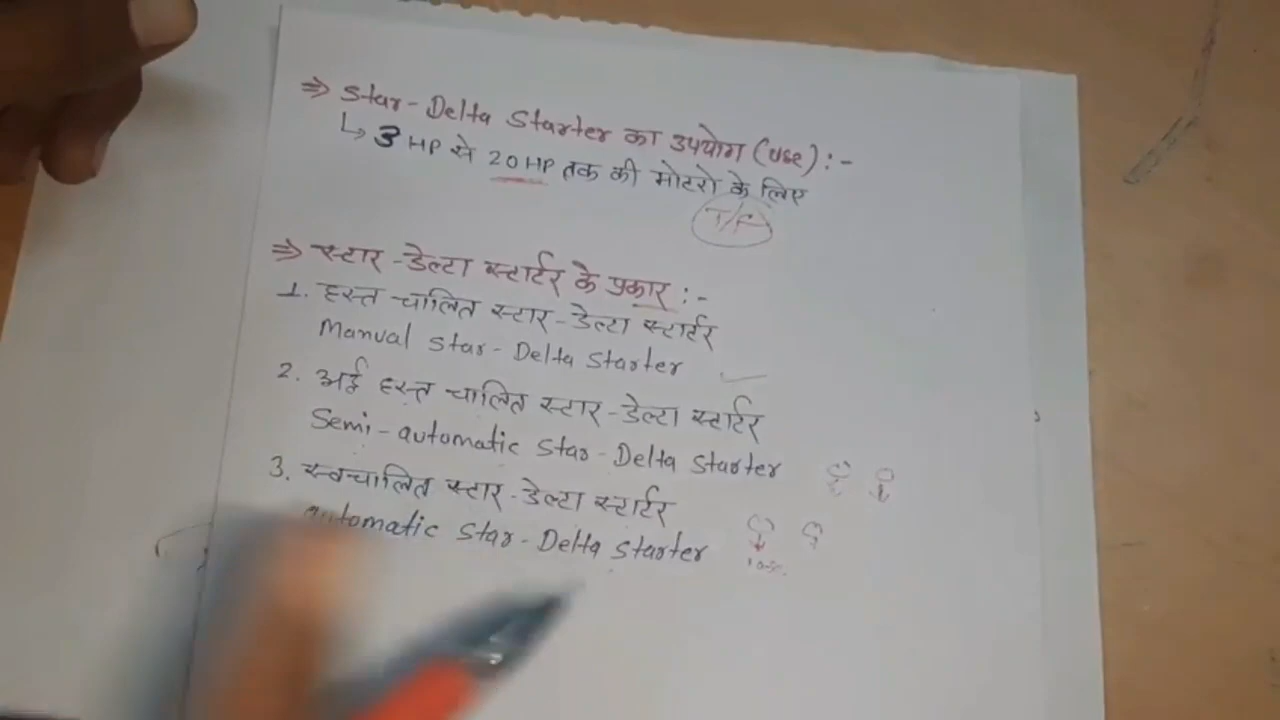 ⇒ Star-Delta Starter का उपयोग (use) :-
↳ 3 HP से 20 HP तक की मोटरो के लिए
T/F
⇒ स्टार-डेल्टा स्टार्टर के प्रकार :-
1. हस्त चालित स्टार-डेल्टा स्टार्टर
Manual Star-Delta Starter
2. अर्द्ध हस्त चालित स्टार-डेल्टा स्टार्टर
Semi-automatic Star-Delta Starter
3. स्वचालित स्टार-डेल्टा स्टार्टर
automatic Star-Delta Starter